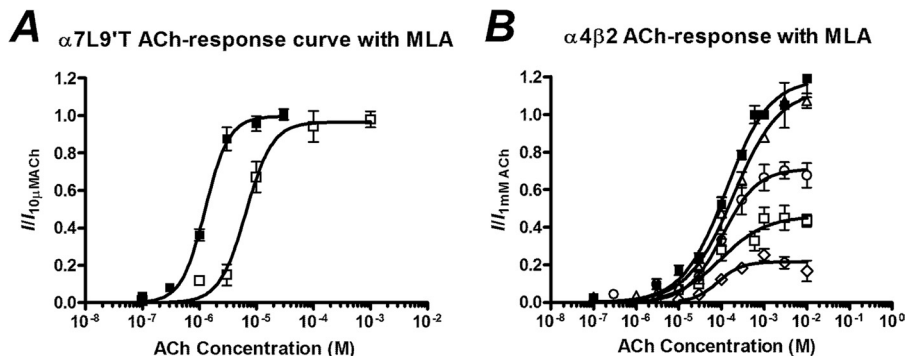 A α7L9'T ACh-response curve with MLA
I/I10μMACh
1.2
1.0
0.8
0.6
0.4
0.2
0.0
10-8 10-7 10-6 10-5 10-4 10-3 10-2
ACh Concentration (M)
B α4β2 ACh-response with MLA
I/I1mM ACh
1.2
1.0
0.8
0.6
0.4
0.2
0.0
10-8 10-7 10-6 10-5 10-4 10-3 10-2 10-1 100
ACh Concentration (M)